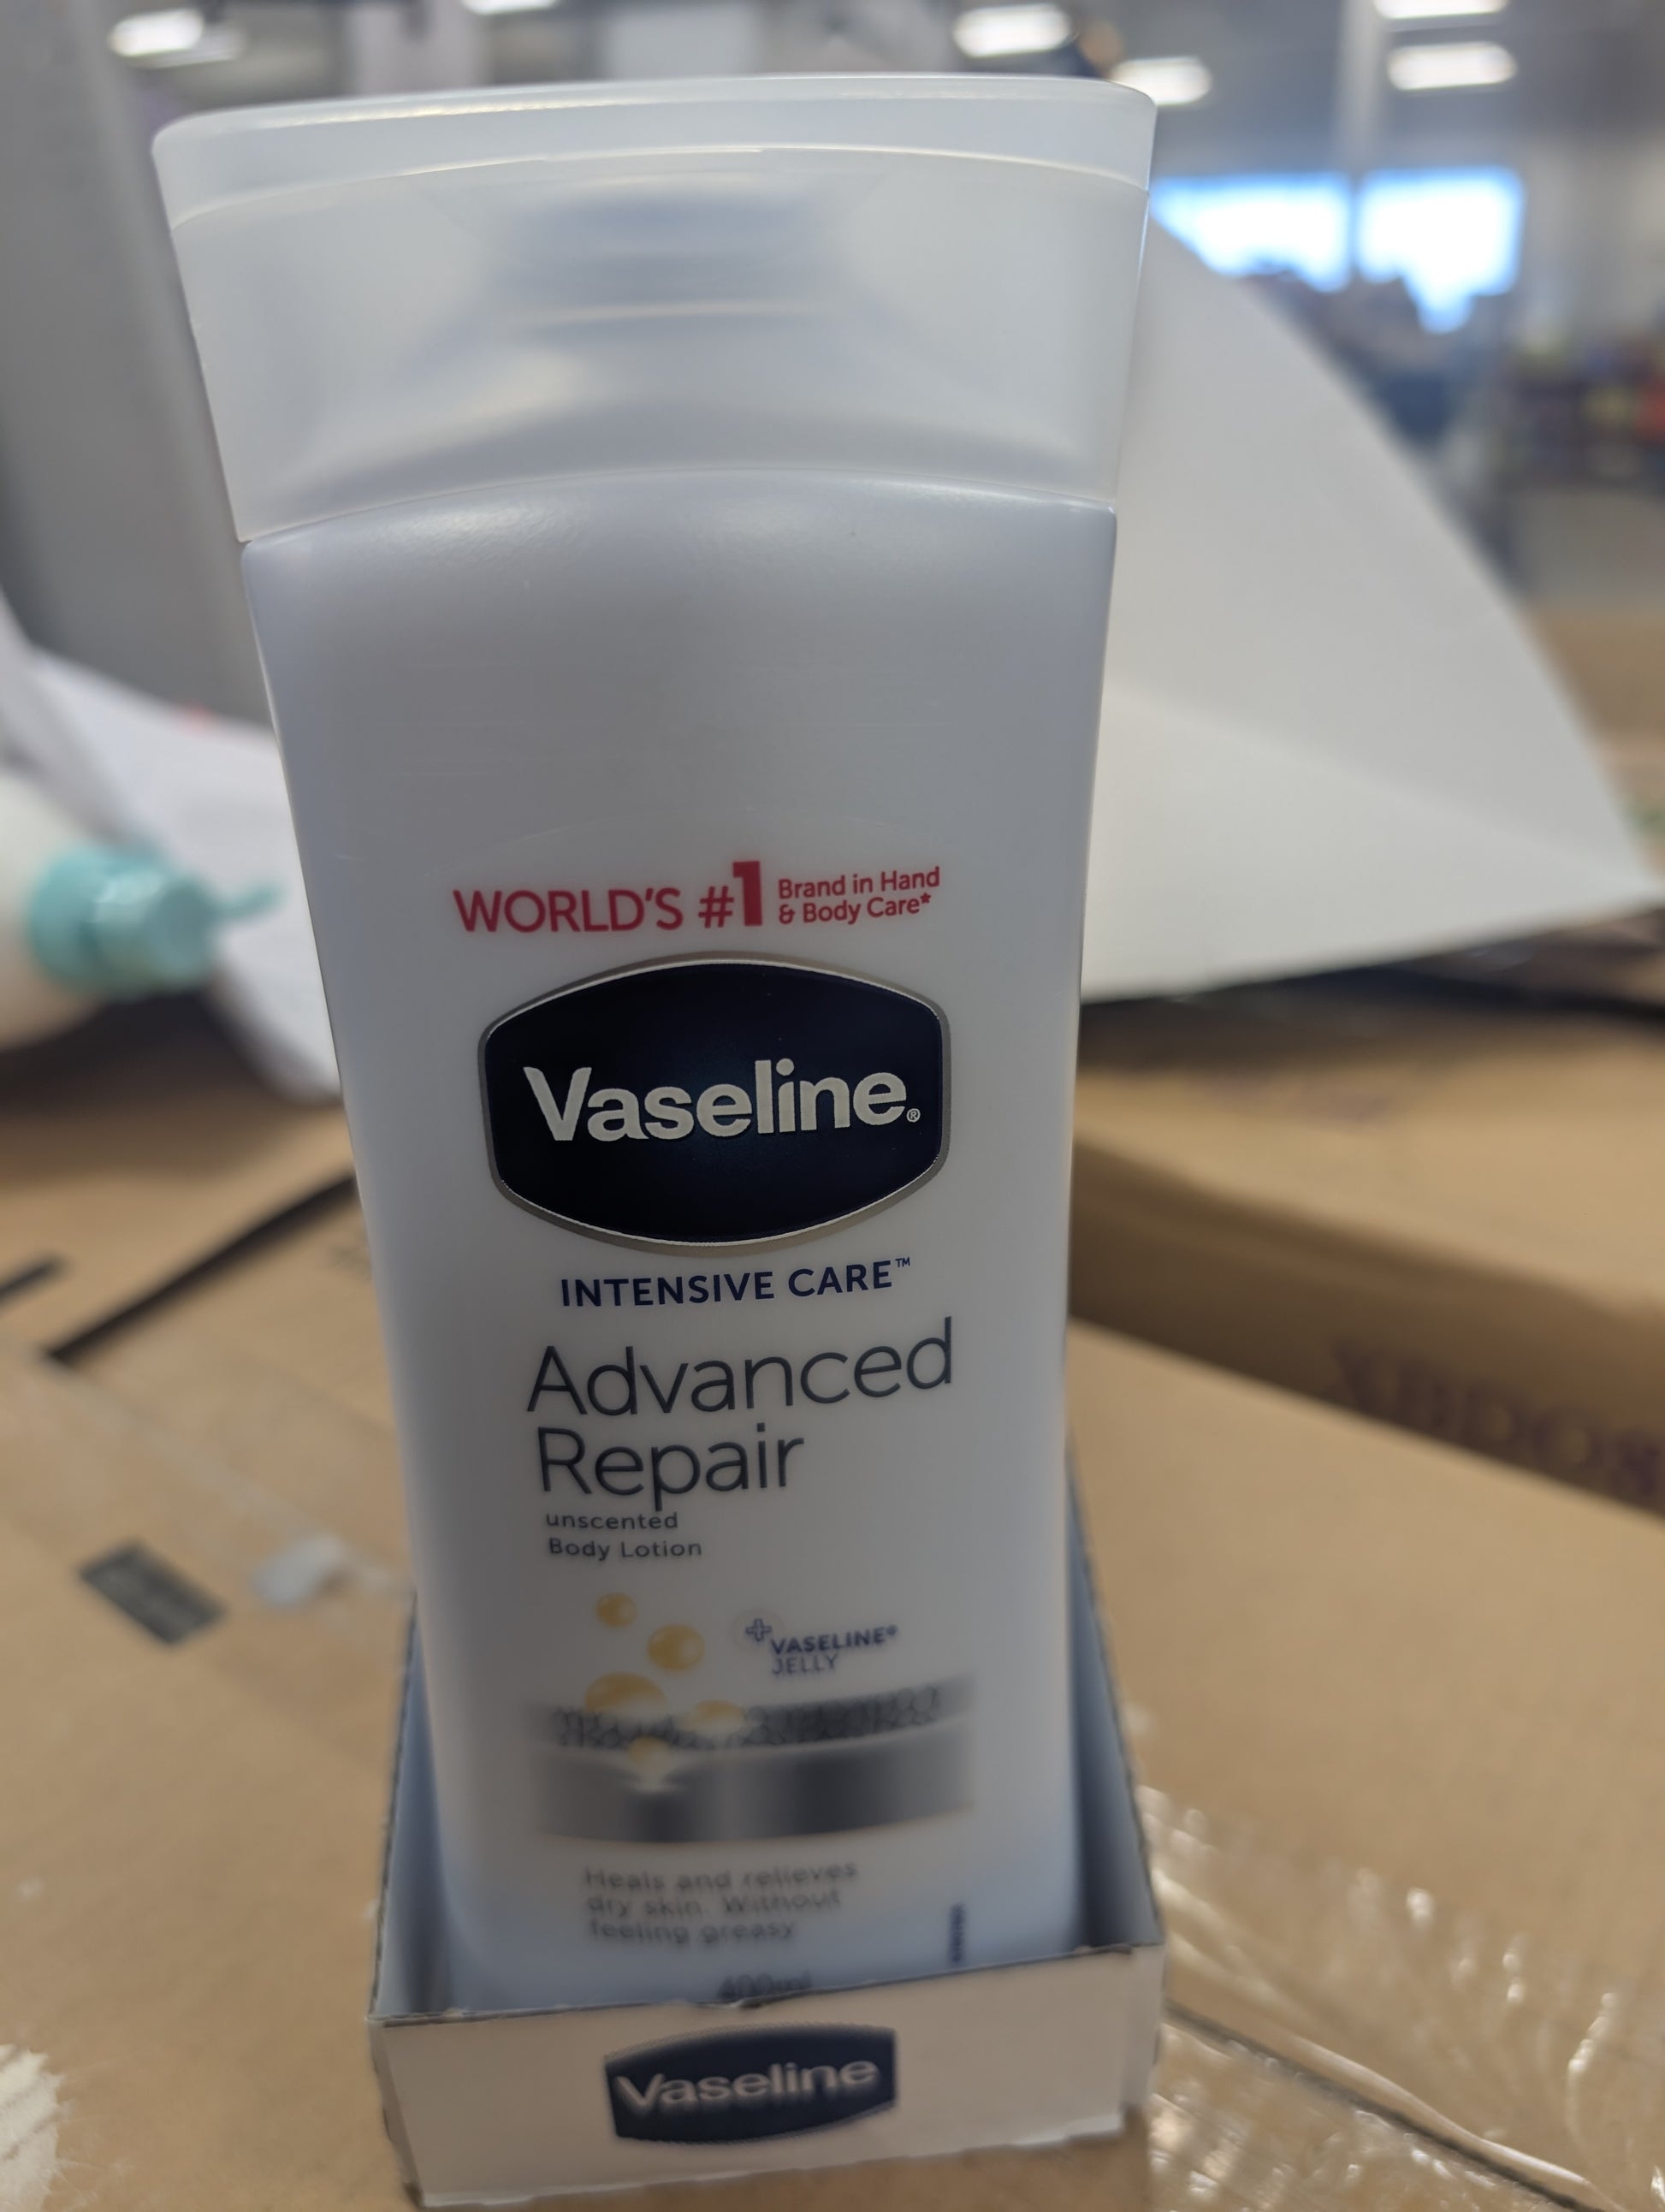 WORLD'S #1 Brand in Hand
& Body Care*
Vaseline®
INTENSIVE CARE™
Advanced
Repair
unscented
Body Lotion
+VASELINE®
JELLY
Heals and relieves
dry skin. Without
feeling greasy
400ml
Vaseline